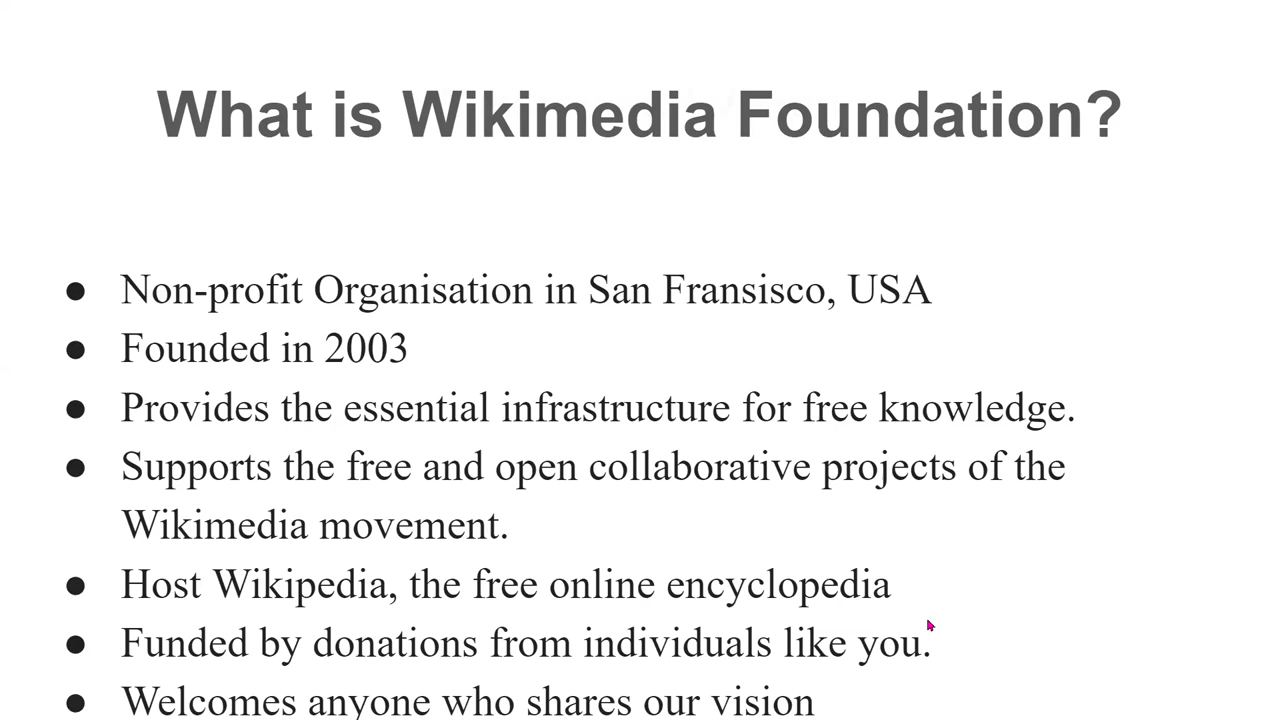 What is Wikimedia Foundation?
● Non-profit Organisation in San Fransisco, USA
● Founded in 2003
● Provides the essential infrastructure for free knowledge.
● Supports the free and open collaborative projects of the
Wikimedia movement.
● Host Wikipedia, the free online encyclopedia
● Funded by donations from individuals like you.
● Welcomes anyone who shares our vision